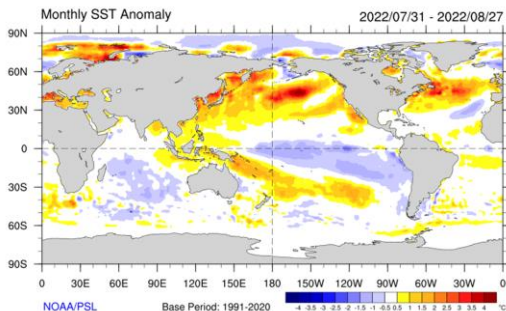 Monthly SST Anomaly 2022/07/31 - 2022/08/27
90N
60N
30N
0
30S
60S
90S
0 30E 60E 90E 120E 150E 180 150W 120W 90W 60W 30W 0
NOAA/PSL Base Period: 1991-2020
-4 -3.5 -3 -2.5 -2 -1.5 -1 -0.5 0.5 1 1.5 2 2.5 3 3.5 4 °C